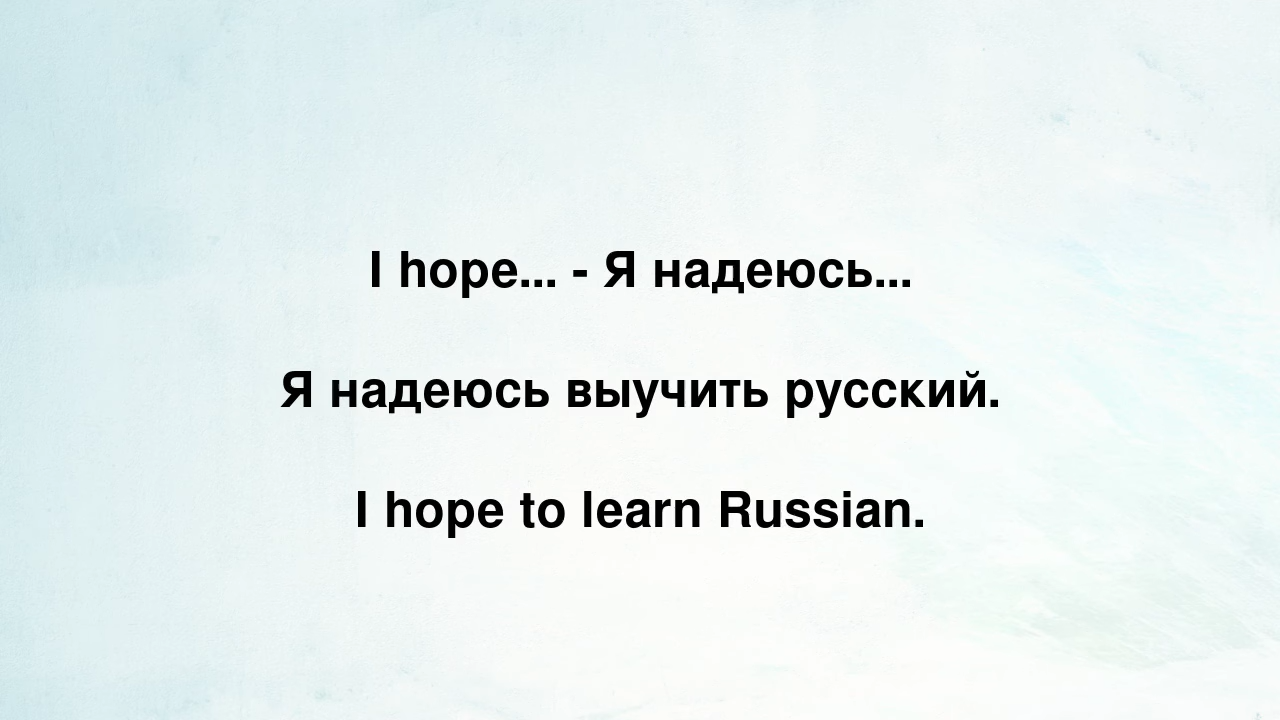 I hope... - Я надеюсь...
Я надеюсь выучить русский.
I hope to learn Russian.